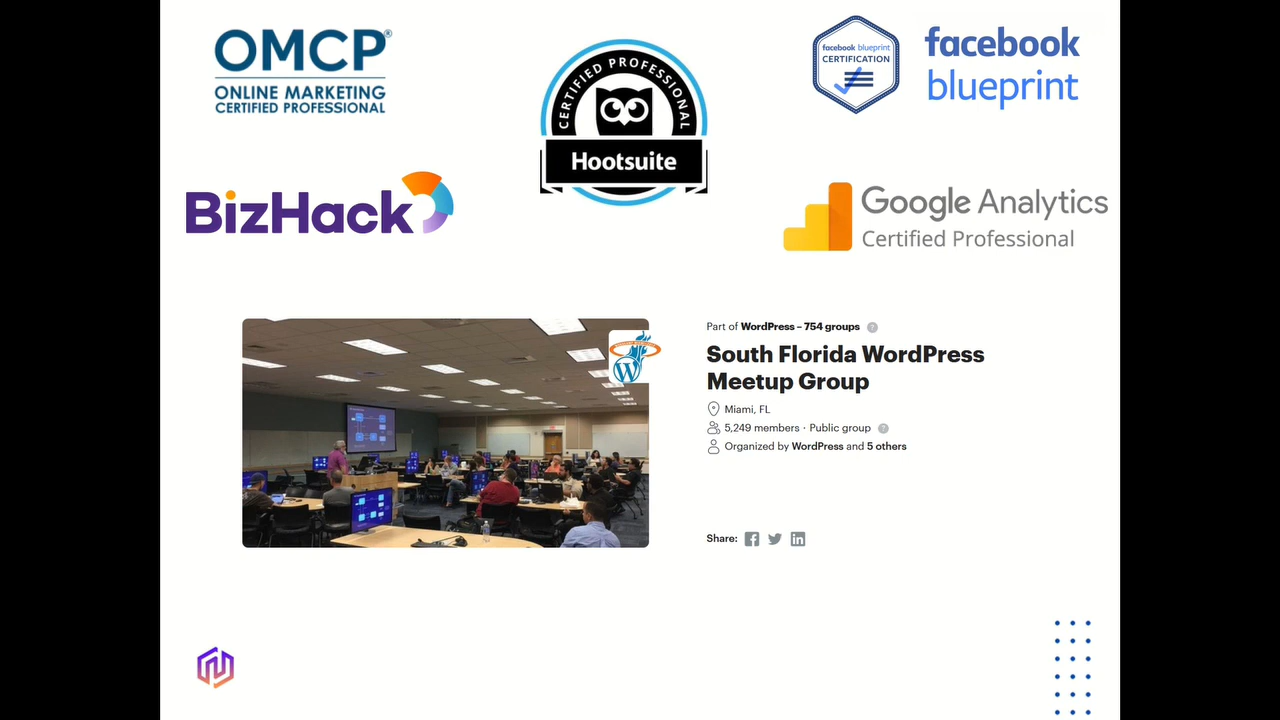 OMCP®
ONLINE MARKETING
CERTIFIED PROFESSIONAL
CERTIFIED PROFESSIONAL
Hootsuite
facebook blueprint
CERTIFICATION
facebook
blueprint
BizHack
Google Analytics
Certified Professional
Part of WordPress – 754 groups ?
South Florida WordPress
Meetup Group
Miami, FL
5,249 members · Public group ?
Organized by WordPress and 5 others
Share: